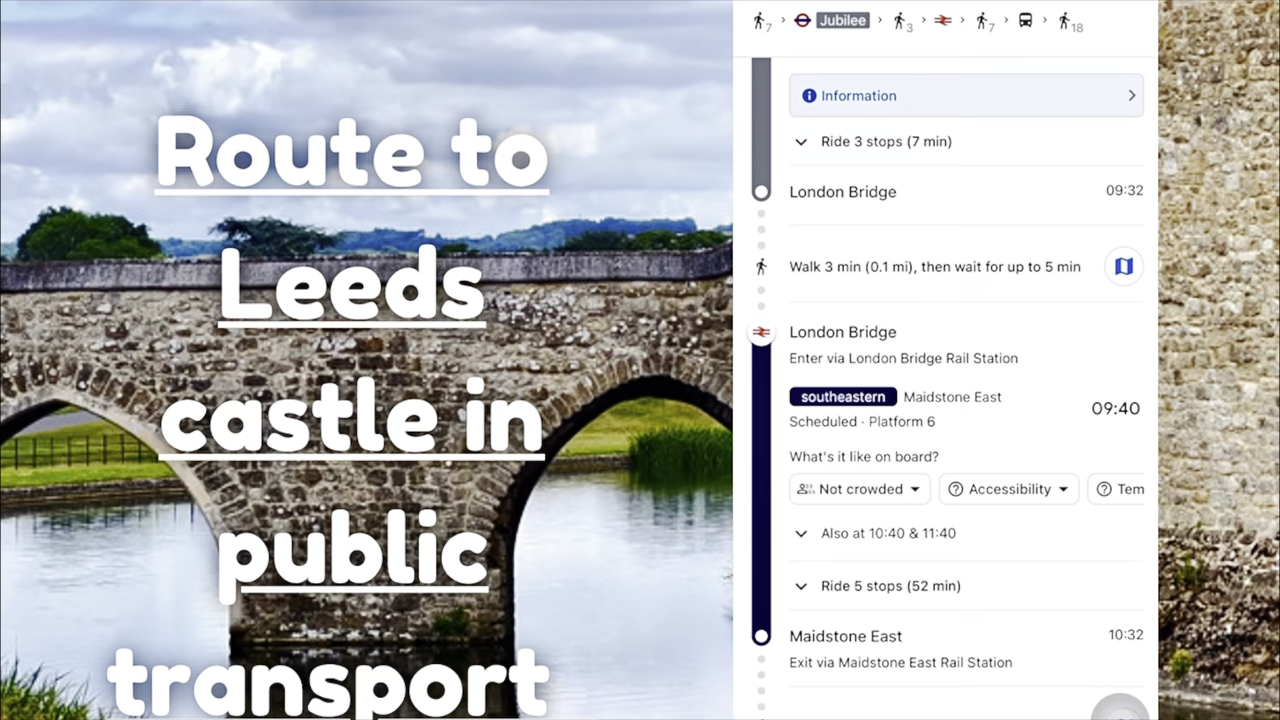 Route to
Leeds
castle in
public
transport
7 Jubilee 3 7 18
Information
Ride 3 stops (7 min)
London Bridge 09:32
Walk 3 min (0.1 mi), then wait for up to 5 min
London Bridge
Enter via London Bridge Rail Station
southeastern Maidstone East 09:40
Scheduled · Platform 6
What's it like on board?
Not crowded Accessibility Tem
Also at 10:40 & 11:40
Ride 5 stops (52 min)
Maidstone East 10:32
Exit via Maidstone East Rail Station